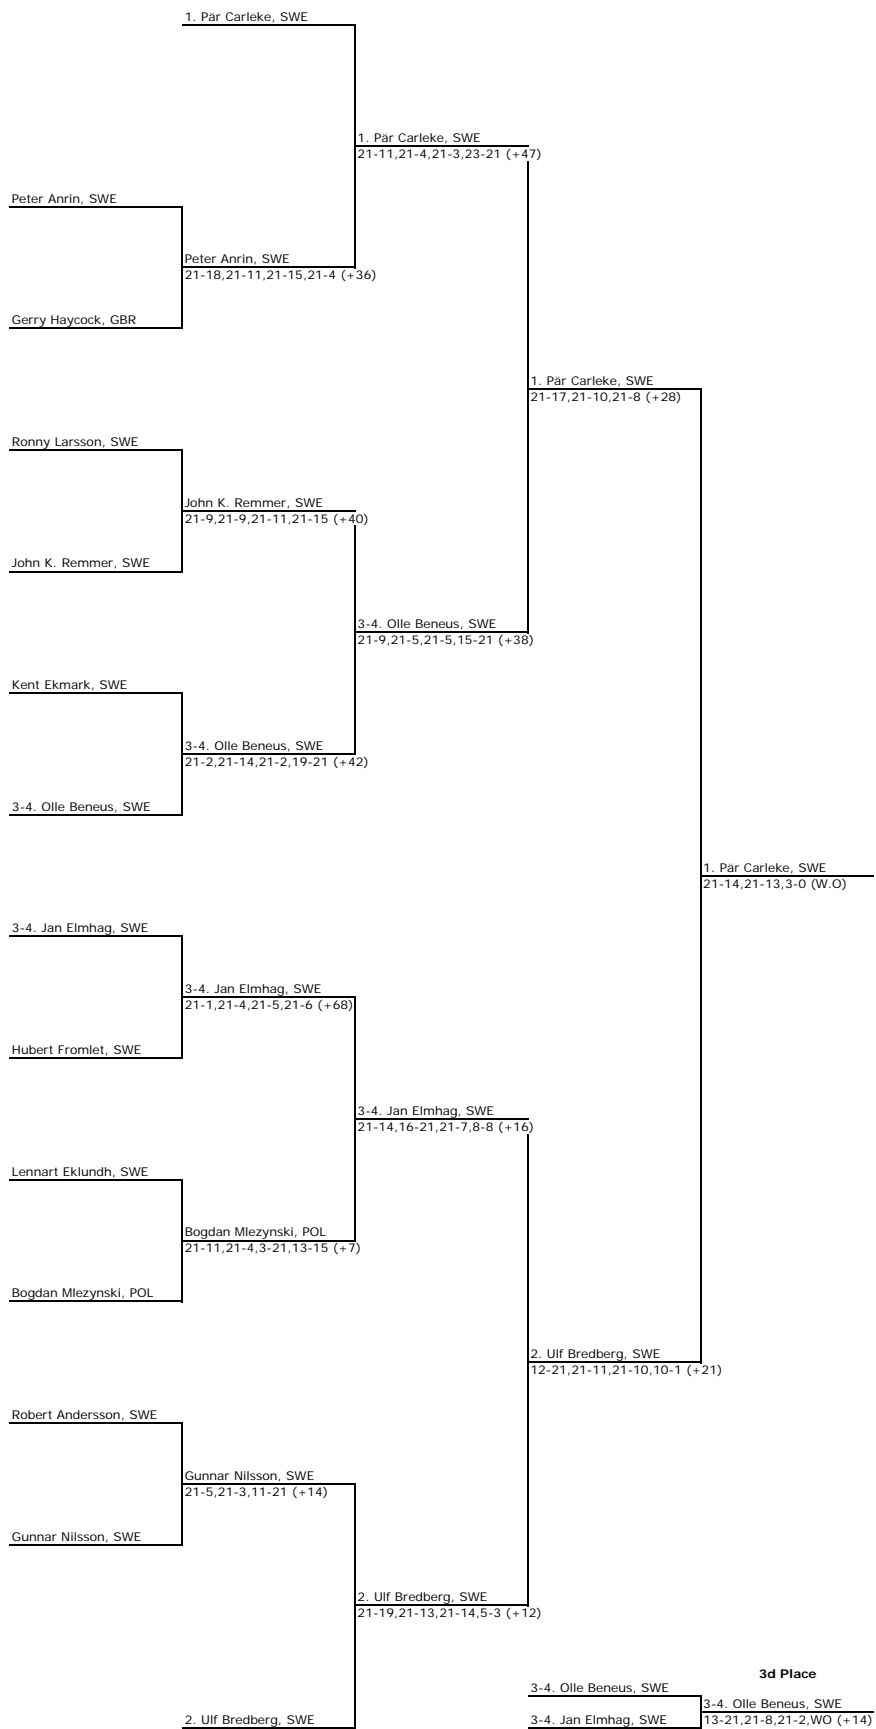 1. Pär Carleke, SWE
1. Pär Carleke, SWE
21-11,21-4,21-3,23-21 (+47)
Peter Anrin, SWE
Peter Anrin, SWE
21-18,21-11,21-15,21-4 (+36)
Gerry Haycock, GBR
1. Pär Carleke, SWE
21-17,21-10,21-8 (+28)
Ronny Larsson, SWE
John K. Remmer, SWE
21-9,21-9,21-11,21-15 (+40)
John K. Remmer, SWE
3-4. Olle Beneus, SWE
21-9,21-5,21-5,15-21 (+38)
Kent Ekmark, SWE
3-4. Olle Beneus, SWE
21-2,21-14,21-2,19-21 (+42)
3-4. Olle Beneus, SWE
1. Pär Carleke, SWE
21-14,21-13,3-0 (W.O)
3-4. Jan Elmhag, SWE
3-4. Jan Elmhag, SWE
21-1,21-4,21-5,21-6 (+68)
Hubert Fromlet, SWE
3-4. Jan Elmhag, SWE
21-14,16-21,21-7,8-8 (+16)
Lennart Eklundh, SWE
Bogdan Mlezynski, POL
21-11,21-4,3-21,13-15 (+7)
Bogdan Mlezynski, POL
2. Ulf Bredberg, SWE
12-21,21-11,21-10,10-1 (+21)
Robert Andersson, SWE
Gunnar Nilsson, SWE
21-5,21-3,11-21 (+14)
Gunnar Nilsson, SWE
2. Ulf Bredberg, SWE
21-19,21-13,21-14,5-3 (+12)
3d Place
3-4. Olle Beneus, SWE
3-4. Olle Beneus, SWE
13-21,21-8,21-2,WO (+14)
3-4. Jan Elmhag, SWE
2. Ulf Bredberg, SWE